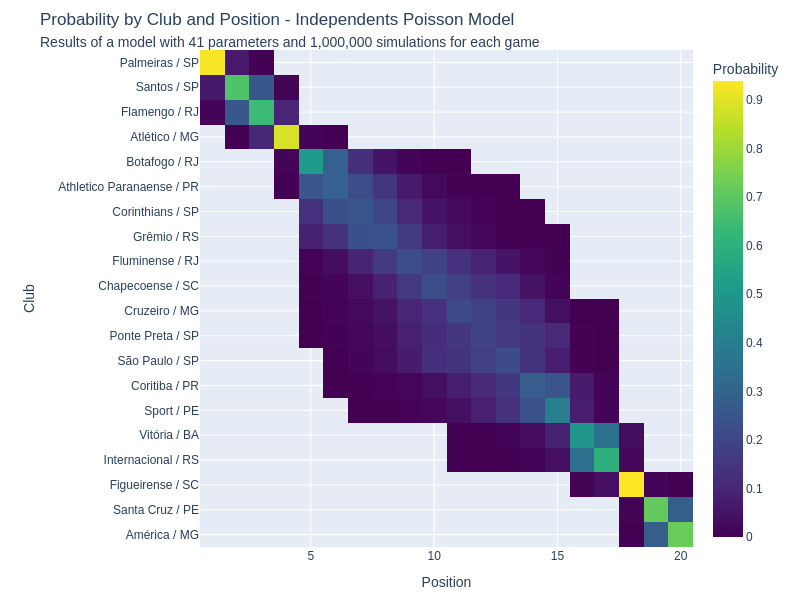 Probability by Club and Position - Independents Poisson Model
Results of a model with 41 parameters and 1,000,000 simulations for each game
Probability
Palmeiras / SP
Santos / SP
Flamengo / RJ
Atlético / MG
Botafogo / RJ
Athletico Paranaense / PR
Corinthians / SP
Grêmio / RS
Fluminense / RJ
Chapecoense / SC
Cruzeiro / MG
Ponte Preta / SP
São Paulo / SP
Coritiba / PR
Sport / PE
Vitória / BA
Internacional / RS
Figueirense / SC
Santa Cruz / PE
América / MG
Club
5
10
15
20
Position
0.9
0.8
0.7
0.6
0.5
0.4
0.3
0.2
0.1
0